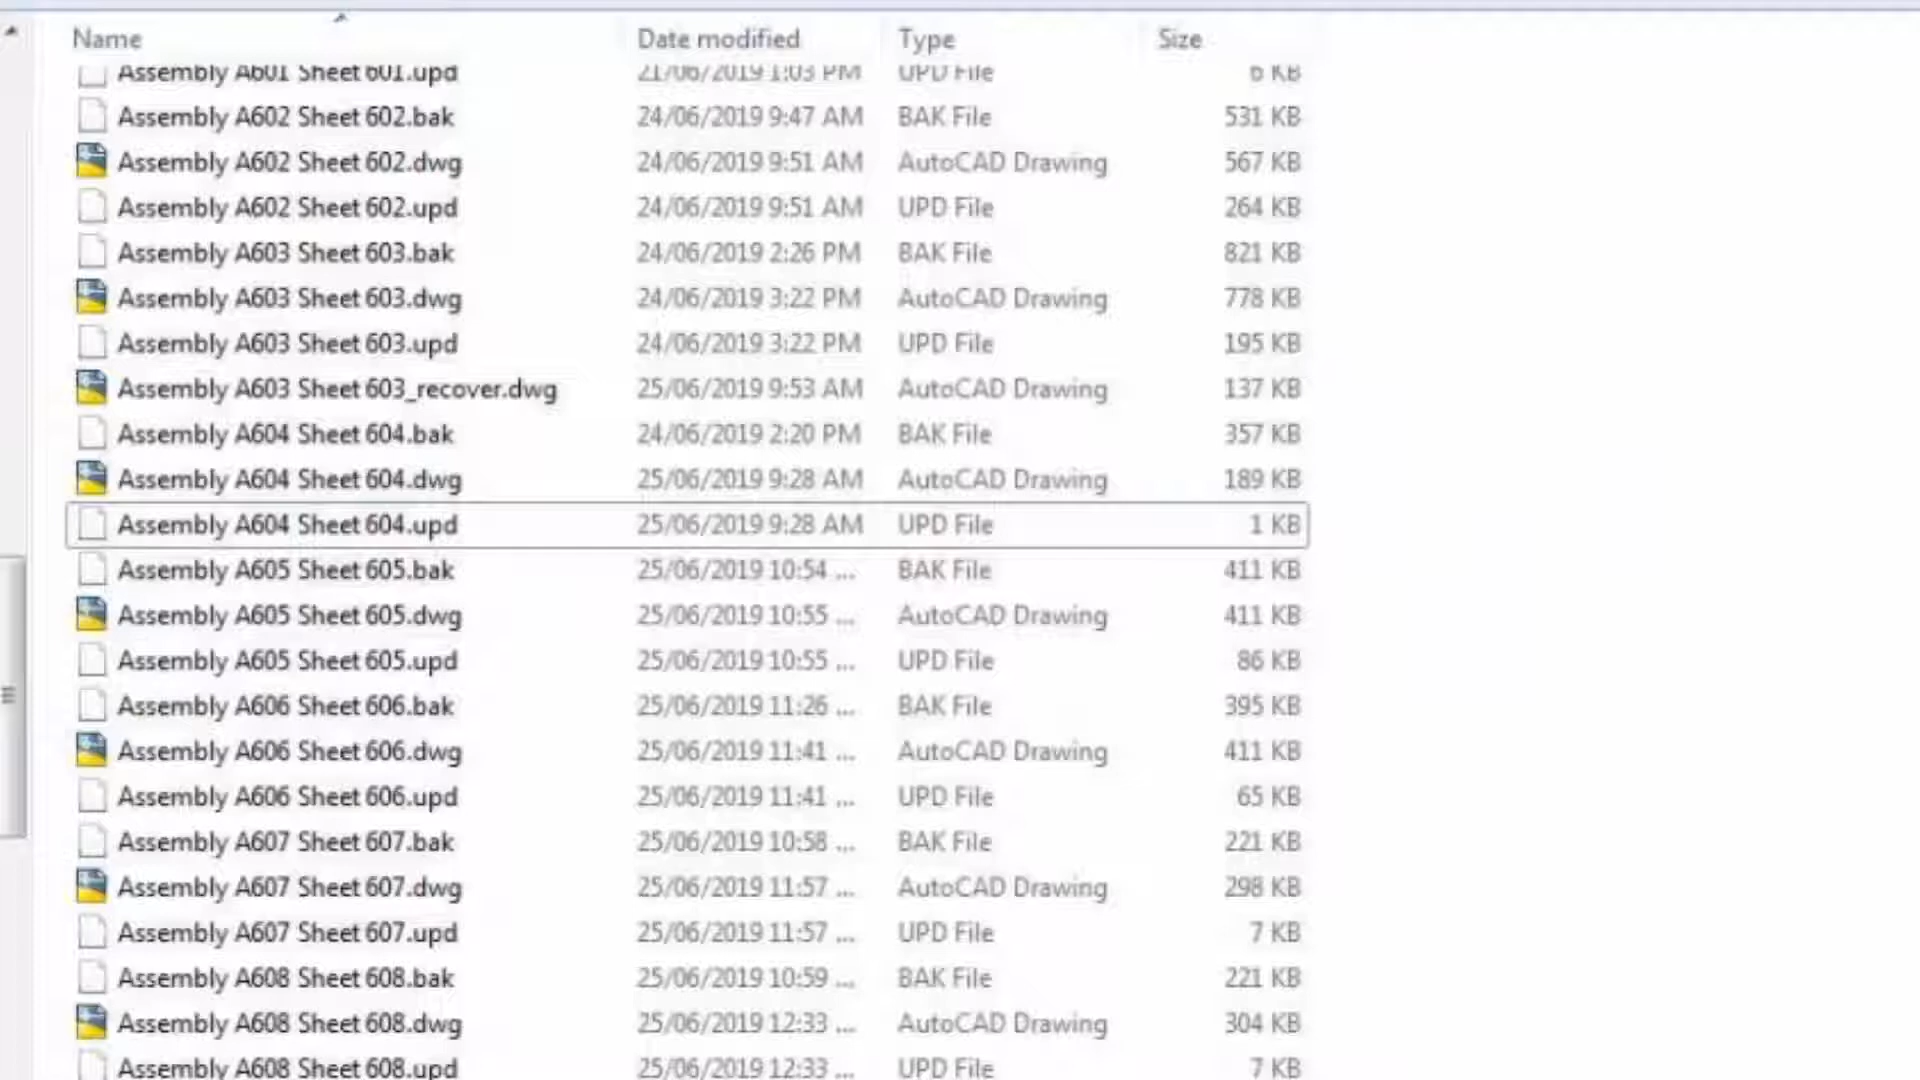 Name Date modified Type Size
Assembly A601 Sheet 601.upd 21/06/2019 1:03 PM UPD File 6 KB
Assembly A602 Sheet 602.bak 24/06/2019 9:47 AM BAK File 531 KB
Assembly A602 Sheet 602.dwg 24/06/2019 9:51 AM AutoCAD Drawing 567 KB
Assembly A602 Sheet 602.upd 24/06/2019 9:51 AM UPD File 264 KB
Assembly A603 Sheet 603.bak 24/06/2019 2:26 PM BAK File 821 KB
Assembly A603 Sheet 603.dwg 24/06/2019 3:22 PM AutoCAD Drawing 778 KB
Assembly A603 Sheet 603.upd 24/06/2019 3:22 PM UPD File 195 KB
Assembly A603 Sheet 603_recover.dwg 25/06/2019 9:53 AM AutoCAD Drawing 137 KB
Assembly A604 Sheet 604.bak 24/06/2019 2:20 PM BAK File 357 KB
Assembly A604 Sheet 604.dwg 25/06/2019 9:28 AM AutoCAD Drawing 189 KB
Assembly A604 Sheet 604.upd 25/06/2019 9:28 AM UPD File 1 KB
Assembly A605 Sheet 605.bak 25/06/2019 10:54 ... BAK File 411 KB
Assembly A605 Sheet 605.dwg 25/06/2019 10:55 ... AutoCAD Drawing 411 KB
Assembly A605 Sheet 605.upd 25/06/2019 10:55 ... UPD File 86 KB
Assembly A606 Sheet 606.bak 25/06/2019 11:26 ... BAK File 395 KB
Assembly A606 Sheet 606.dwg 25/06/2019 11:41 ... AutoCAD Drawing 411 KB
Assembly A606 Sheet 606.upd 25/06/2019 11:41 ... UPD File 65 KB
Assembly A607 Sheet 607.bak 25/06/2019 10:58 ... BAK File 221 KB
Assembly A607 Sheet 607.dwg 25/06/2019 11:57 ... AutoCAD Drawing 298 KB
Assembly A607 Sheet 607.upd 25/06/2019 11:57 ... UPD File 7 KB
Assembly A608 Sheet 608.bak 25/06/2019 10:59 ... BAK File 221 KB
Assembly A608 Sheet 608.dwg 25/06/2019 12:33 ... AutoCAD Drawing 304 KB
Assembly A608 Sheet 608.upd 25/06/2019 12:33 ... UPD File 7 KB